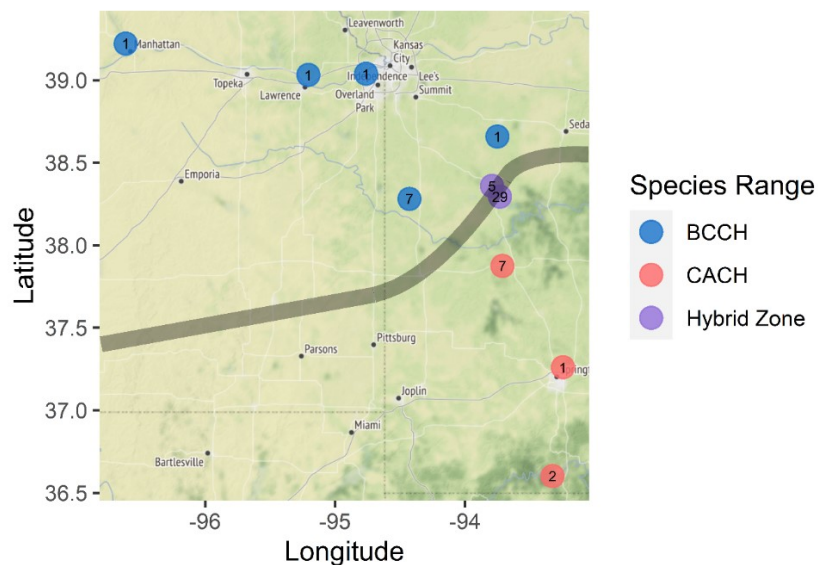 Leavenworth
1
Manhattan
Kansas
City
1
1
39.0
Topeka
Independence
Lee's
Lawrence
Overland
Summit
Park
1
Seda
38.5
Emporia
5
7
29
Species Range
BCCH
38.0
7
CACH
Latitude
Hybrid Zone
37.5
Pittsburg
Parsons
1
Joplin
37.0
Miami
Bartlesville
2
36.5
-96
-95
-94
Longitude